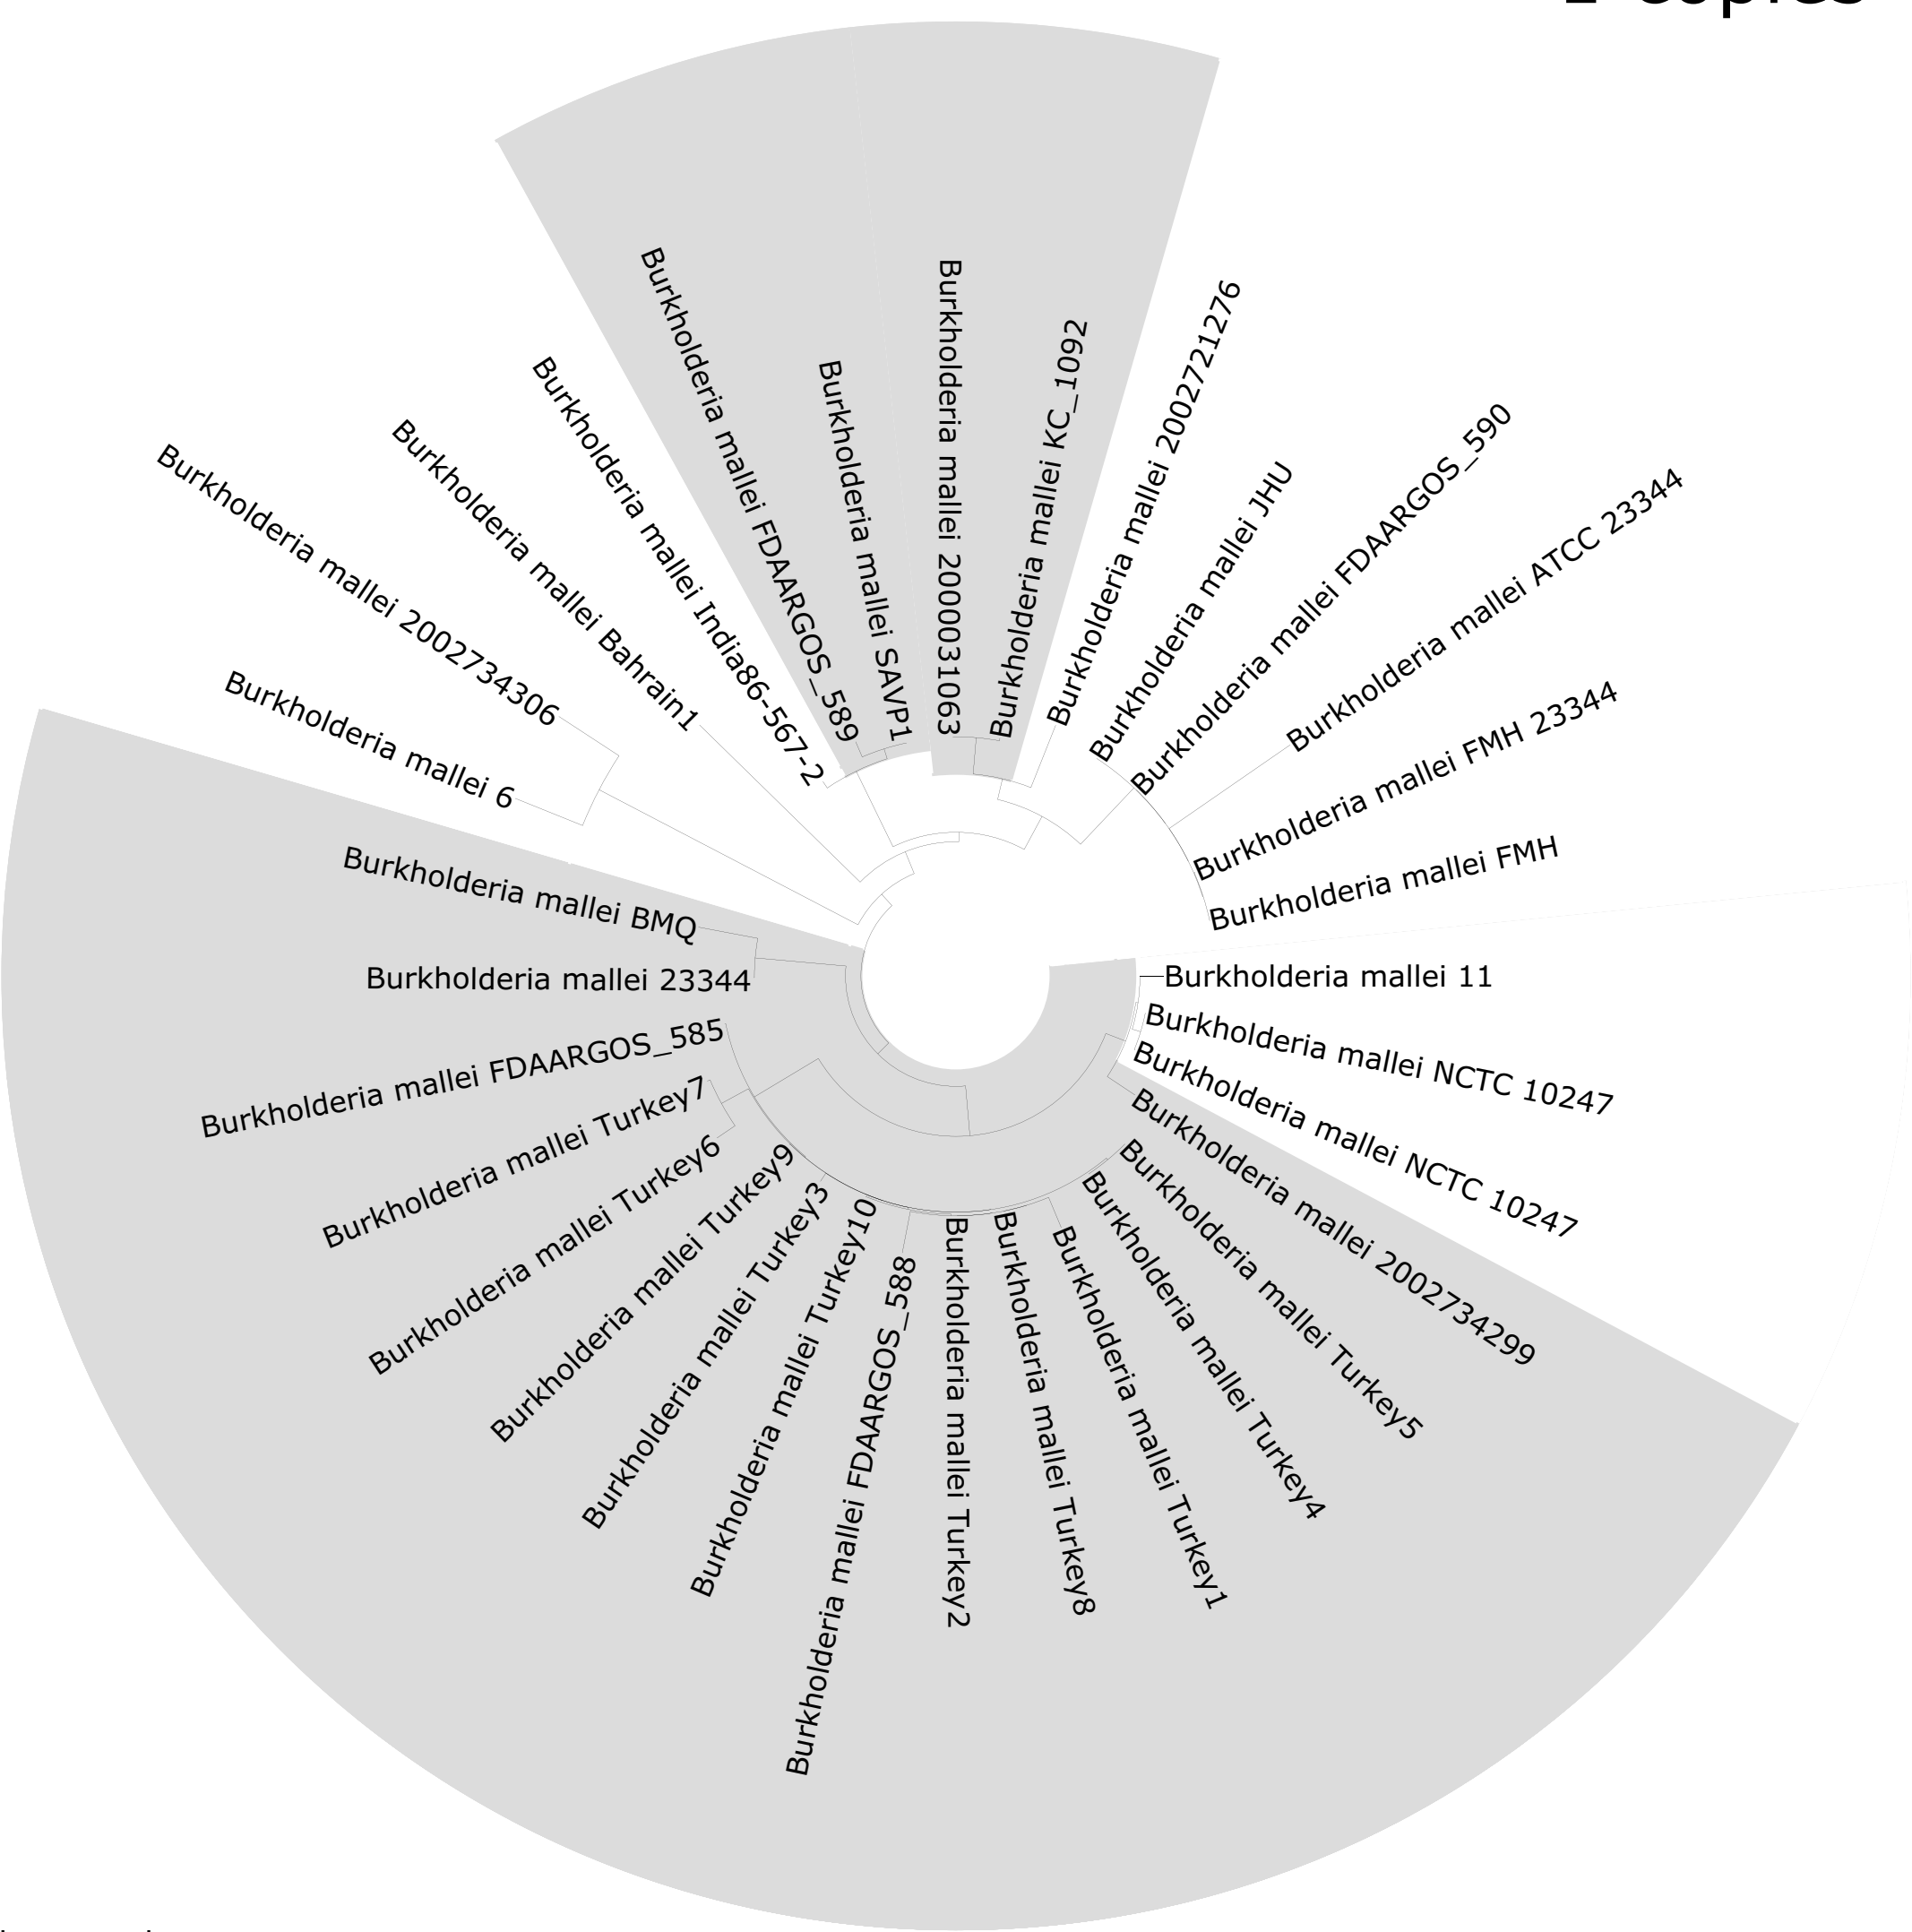 Burkholderia mallei FDAARGOS_589
Burkholderia mallei SAVP1
Burkholderia mallei 2000031063
Burkholderia mallei KC_1092
Burkholderia mallei 2002721276
Burkholderia mallei JHU
Burkholderia mallei FDAARGOS_590
Burkholderia mallei ATCC 23344
Burkholderia mallei FMH 23344
Burkholderia mallei FMH
Burkholderia mallei 11
Burkholderia mallei NCTC 10247
Burkholderia mallei NCTC 10247
Burkholderia mallei 2002734299
Burkholderia mallei Turkey5
Burkholderia mallei Turkey4
Burkholderia mallei Turkey1
Burkholderia mallei Turkey8
Burkholderia mallei Turkey2
Burkholderia mallei FDAARGOS_588
Burkholderia mallei Turkey10
Burkholderia mallei Turkey3
Burkholderia mallei Turkey9
Burkholderia mallei Turkey6
Burkholderia mallei Turkey7
Burkholderia mallei FDAARGOS_585
Burkholderia mallei 23344
Burkholderia mallei BMQ
Burkholderia mallei 6
Burkholderia mallei 2002734306
Burkholderia mallei Bahrain1
Burkholderia mallei India86-567-2